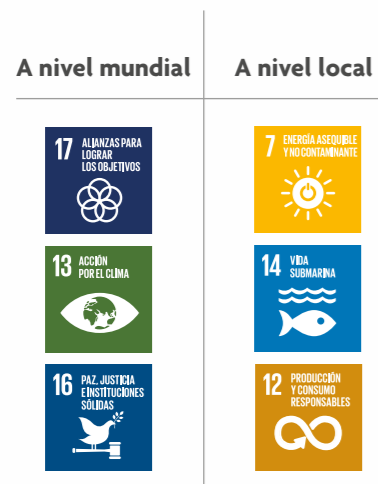 A nivel mundial
A nivel local
17 ALIANZAS PARA
LOGRAR
LOS OBJETIVOS
7 ENERGÍA ASEQUIBLE
Y NO CONTAMINANTE
13 ACCIÓN
POR EL CLIMA
14 VIDA
SUBMARINA
16 PAZ, JUSTICIA
E INSTITUCIONES
SÓLIDAS
12 PRODUCCIÓN
Y CONSUMO
RESPONSABLES